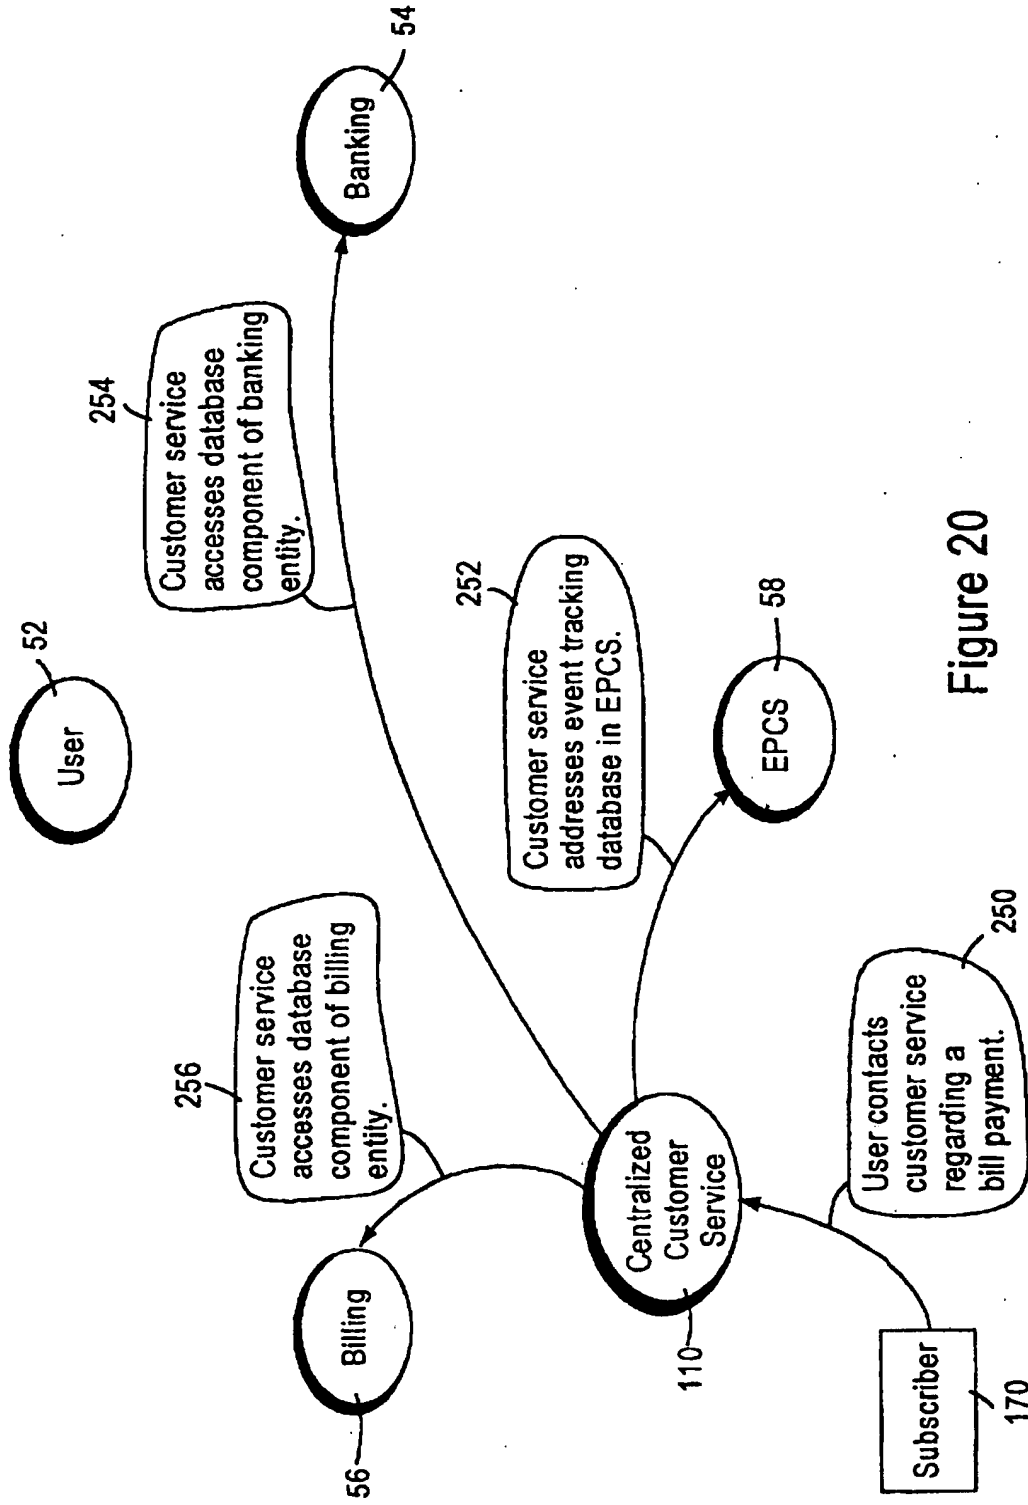 User
52
256
Customer service
accesses database
component of billing
entity.
254
Customer service
accesses database
component of banking
entity.
Billing
56
Banking
54
Centralized
Customer
Service
110
252
Customer service
addresses event tracking
database in EPCS.
EPCS
58
Subscriber
170
User contacts
customer service
regarding a
bill payment.
250
Figure 20